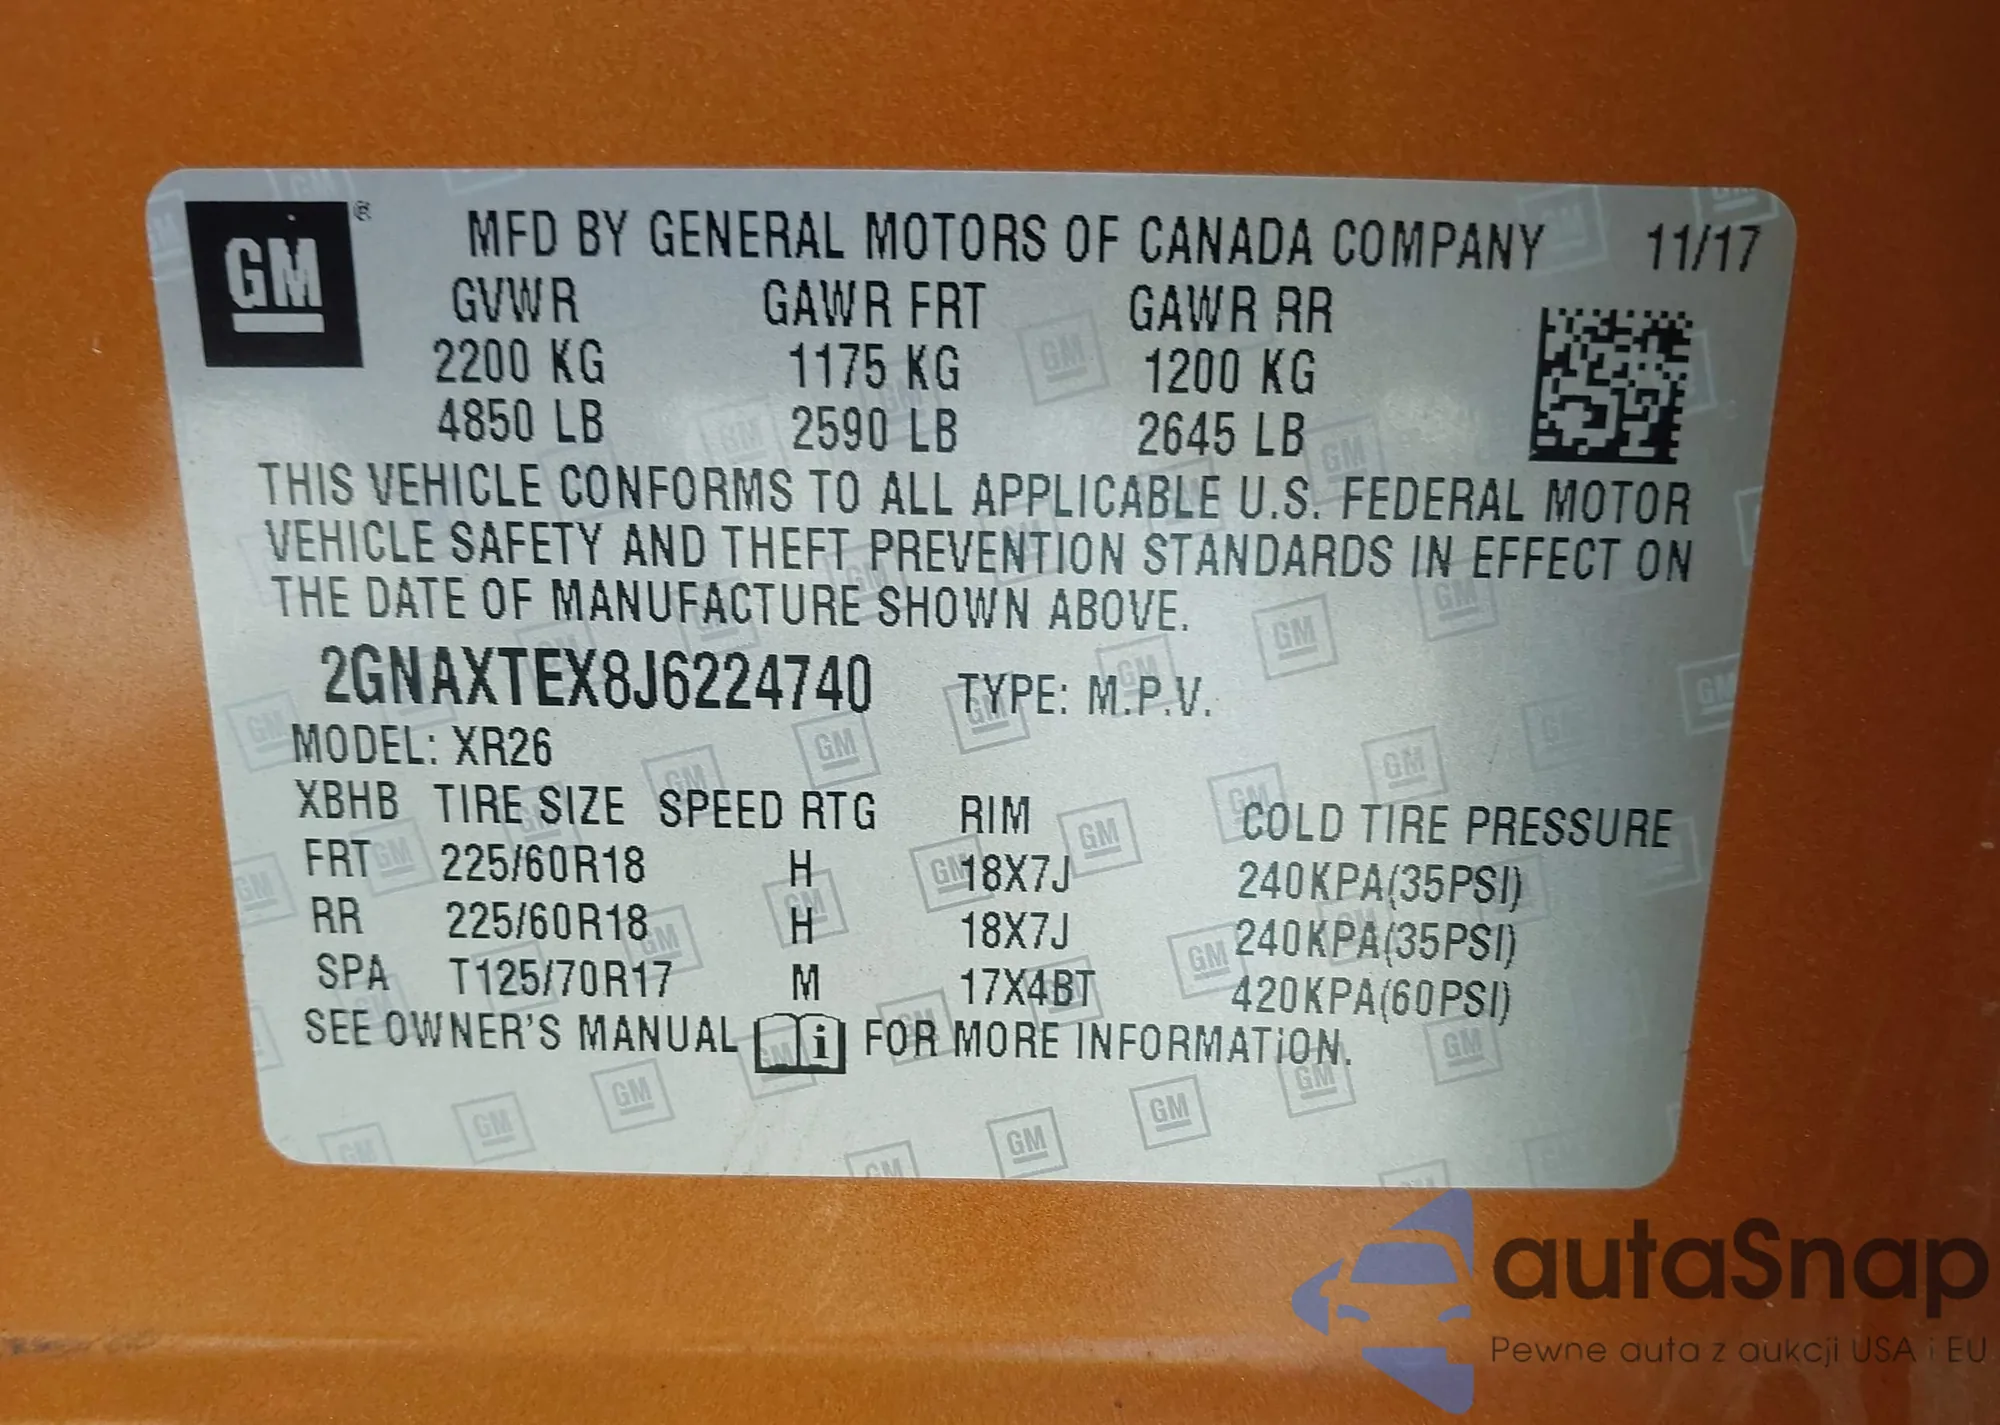 GM ®
MFD BY GENERAL MOTORS OF CANADA COMPANY 11/17
GVWR GAWR FRT GAWR RR
2200 KG 1175 KG 1200 KG
4850 LB 2590 LB 2645 LB
THIS VEHICLE CONFORMS TO ALL APPLICABLE U.S. FEDERAL MOTOR
VEHICLE SAFETY AND THEFT PREVENTION STANDARDS IN EFFECT ON
THE DATE OF MANUFACTURE SHOWN ABOVE.
2GNAXTEX8J6224740 TYPE: M.P.V.
MODEL: XR26
XBHB TIRE SIZE SPEED RTG RIM COLD TIRE PRESSURE
FRT 225/60R18 H 18X7J 240KPA(35PSI)
RR 225/60R18 H 18X7J 240KPA(35PSI)
SPA T125/70R17 M 17X4BT 420KPA(60PSI)
SEE OWNER'S MANUAL i FOR MORE INFORMATiON.
autaSnap
Pewne auta z aukcji USA i EU